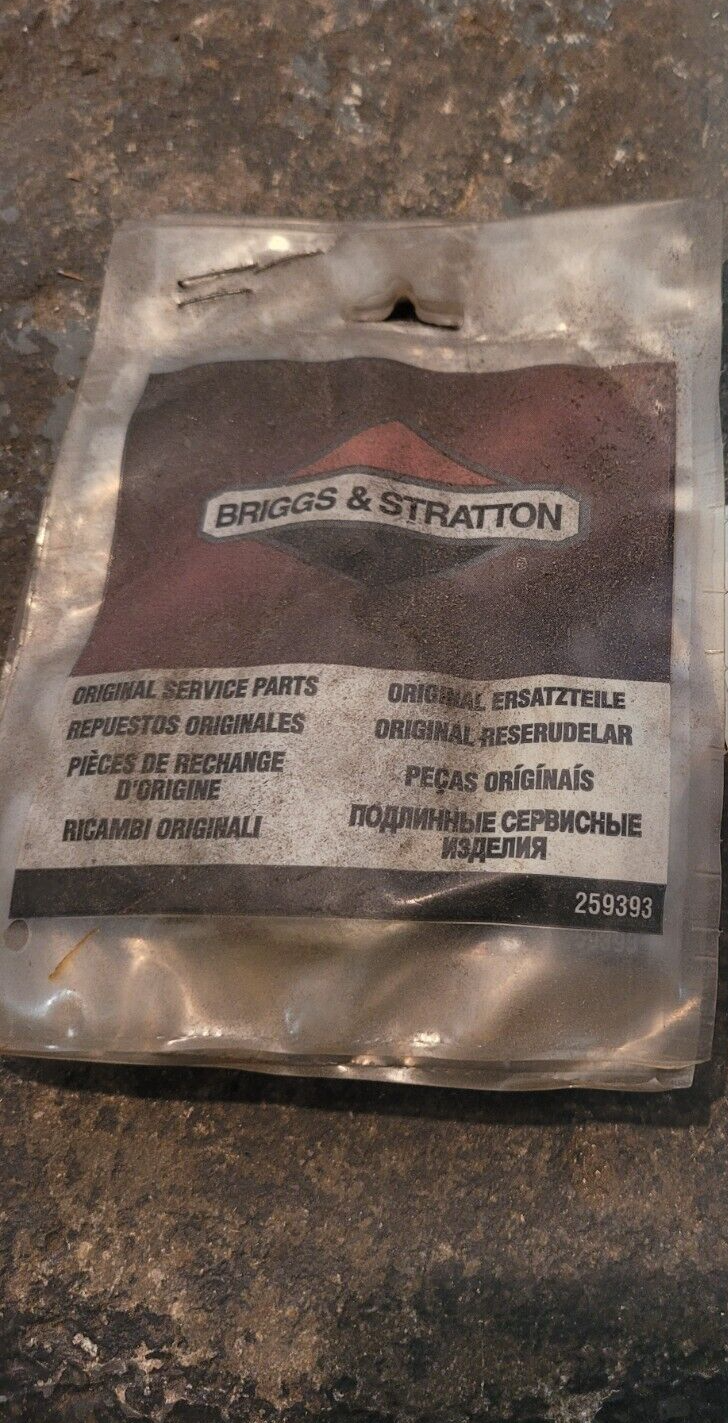 BRIGGS & STRATTON
®
ORIGINAL SERVICE PARTS
REPUESTOS ORIGINALES
PIÈCES DE RECHANGE
D'ORIGINE
RICAMBI ORIGINALI
ORIGINAL ERSATZTEILE
ORIGINAL RESERUDELAR
PEÇAS ORÍGÍNAÍS
ПОДЛИННЫЕ СЕРВИСНЫЕ
ИЗДЕЛИЯ
259393